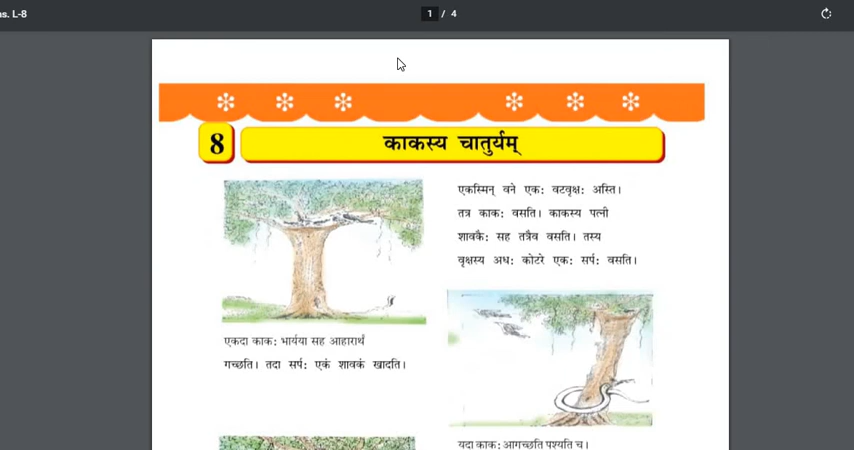 ns. L-8
1 / 4
8
काकस्य चातुर्यम्
एकस्मिन् वने एक: वटवृक्ष: अस्ति।
तत्र काक: वसति। काकस्य पत्नी
शावकै: सह तत्रैव वसति। तस्य
वृक्षस्य अध: कोटरे एक: सर्प: वसति।
एकदा काक: भार्यया सह आहारार्थं
गच्छति। तदा सर्प: एकं शावकं खादति।
यदा काक: आगच्छति पश्यति च।